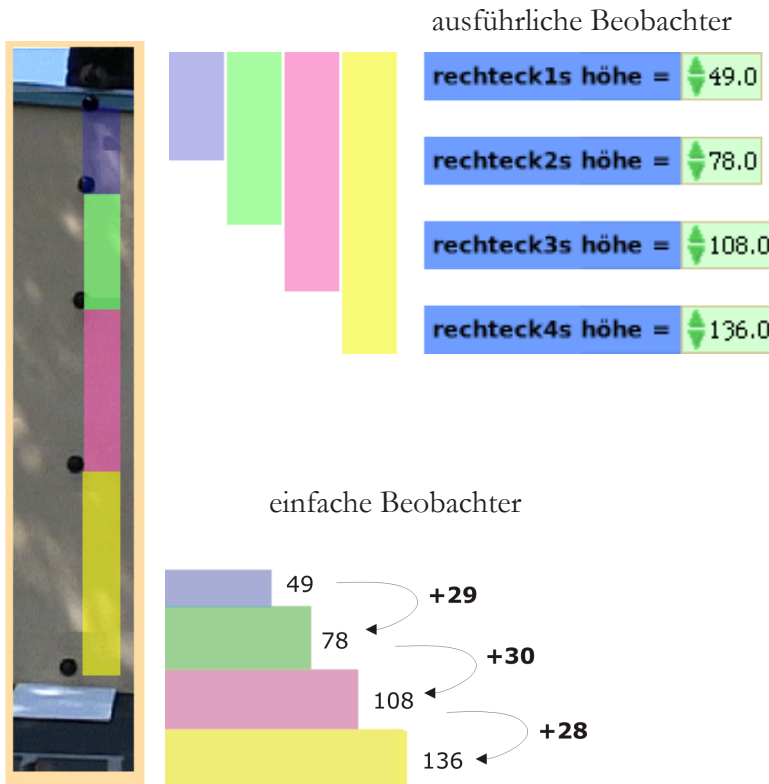 ausführliche Beobachter
rechteck1s höhe = 49.0
rechteck2s höhe = 78.0
rechteck3s höhe = 108.0
rechteck4s höhe = 136.0
einfache Beobachter
49
+29
78
+30
108
+28
136